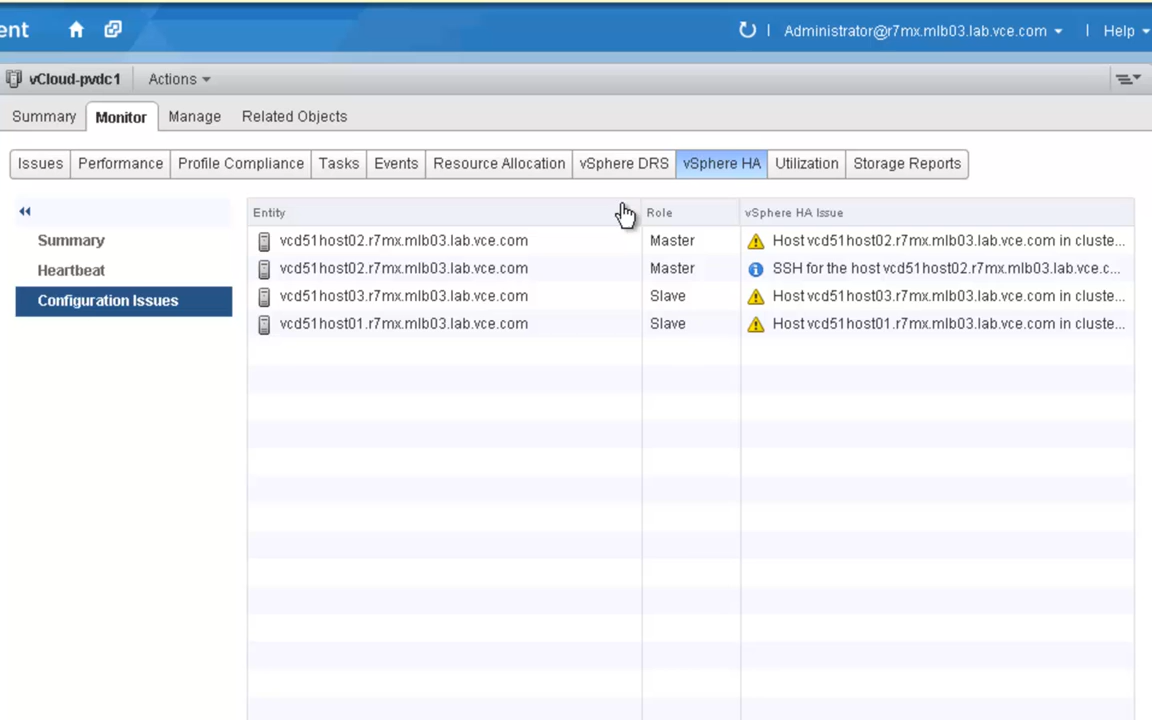 ent Administrator@r7mx.mlb03.lab.vce.com Help
vCloud-pvdc1 Actions
Summary Monitor Manage Related Objects
Issues Performance Profile Compliance Tasks Events Resource Allocation vSphere DRS vSphere HA Utilization Storage Reports
Entity Role vSphere HA Issue
Summary vcd51host02.r7mx.mlb03.lab.vce.com Master Host vcd51host02.r7mx.mlb03.lab.vce.com in cluste...
Heartbeat vcd51host02.r7mx.mlb03.lab.vce.com Master SSH for the host vcd51host02.r7mx.mlb03.lab.vce.c...
Configuration Issues vcd51host03.r7mx.mlb03.lab.vce.com Slave Host vcd51host03.r7mx.mlb03.lab.vce.com in cluste...
vcd51host01.r7mx.mlb03.lab.vce.com Slave Host vcd51host01.r7mx.mlb03.lab.vce.com in cluste...